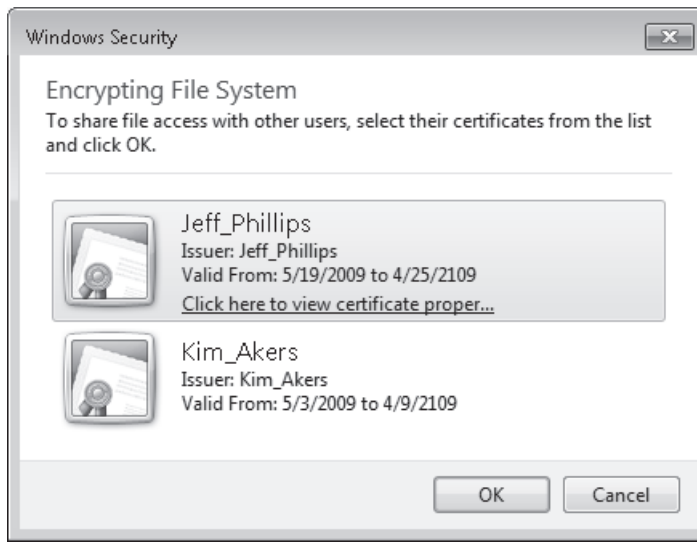 Windows Security
Encrypting File System
To share file access with other users, select their certificates from the list
and click OK.
Jeff_Phillips
Issuer: Jeff_Phillips
Valid From: 5/19/2009 to 4/25/2109
Click here to view certificate proper...
Kim_Akers
Issuer: Kim_Akers
Valid From: 5/3/2009 to 4/9/2109
OK
Cancel